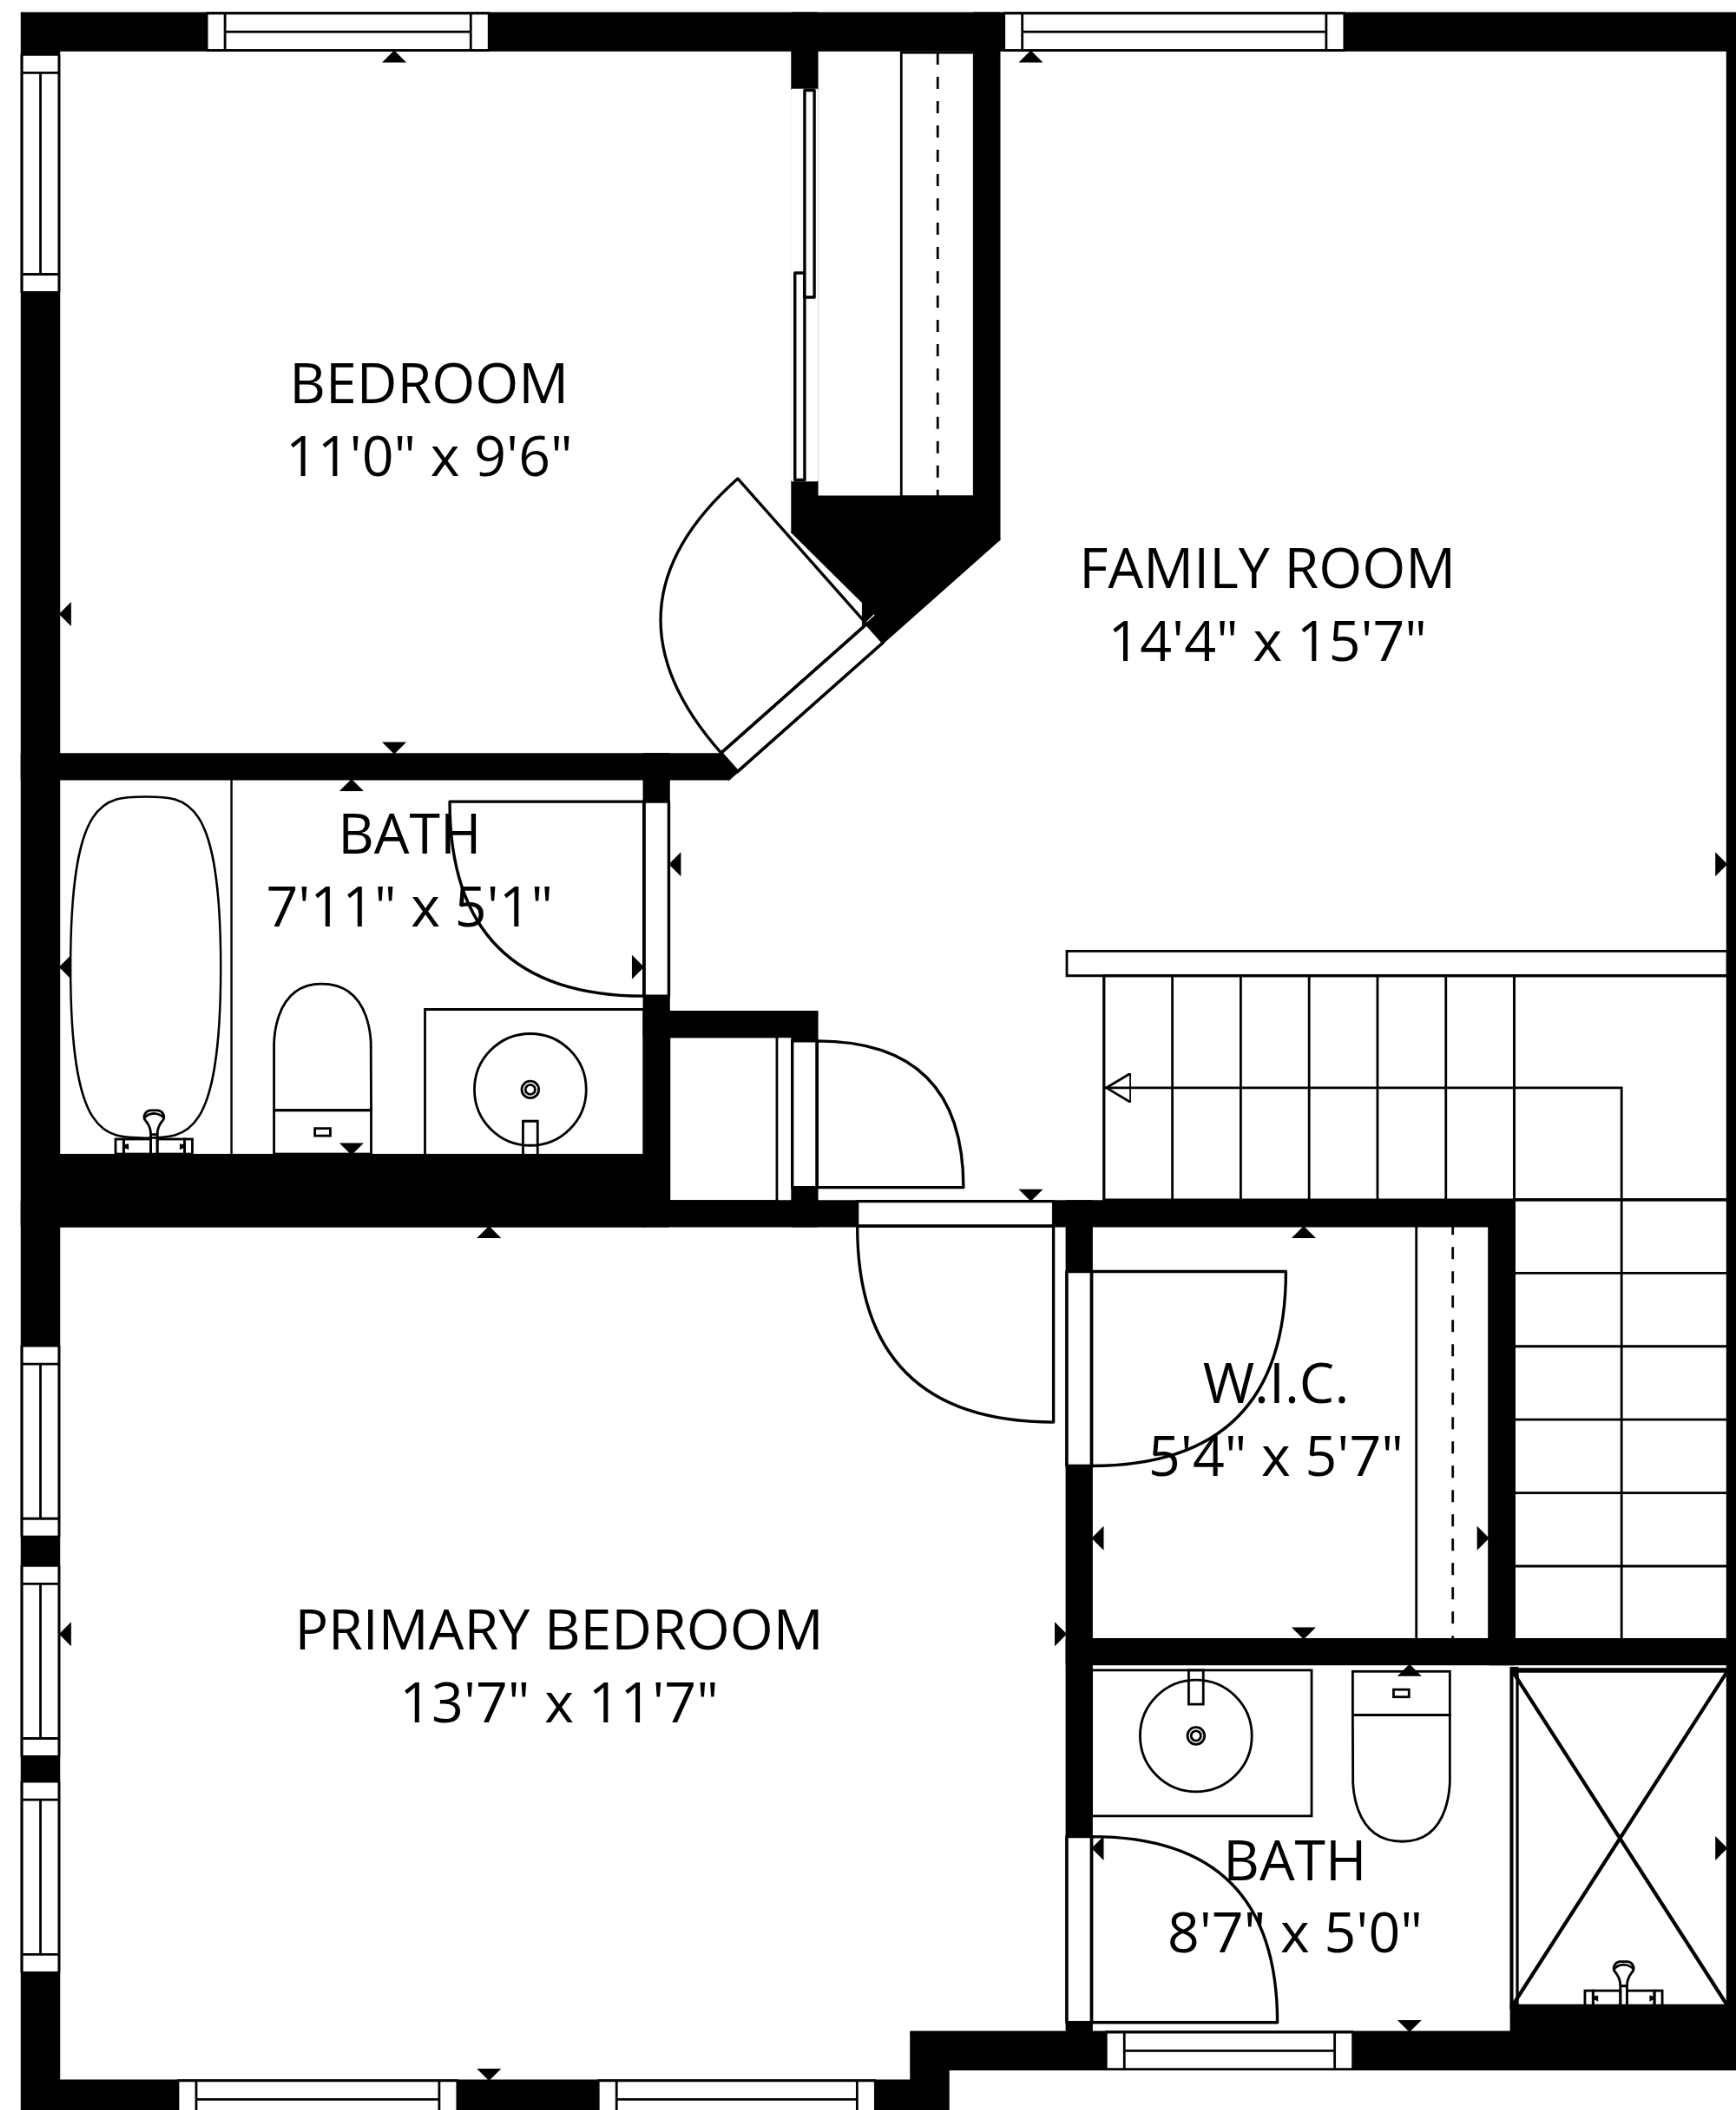 BEDROOM
11'0" x 9'6"
FAMILY ROOM
14'4" x 15'7"
BATH
7'11" x 5'1"
W.I.C.
5'4" x 5'7"
PRIMARY BEDROOM
13'7" x 11'7"
BATH
8'7" x 5'0"